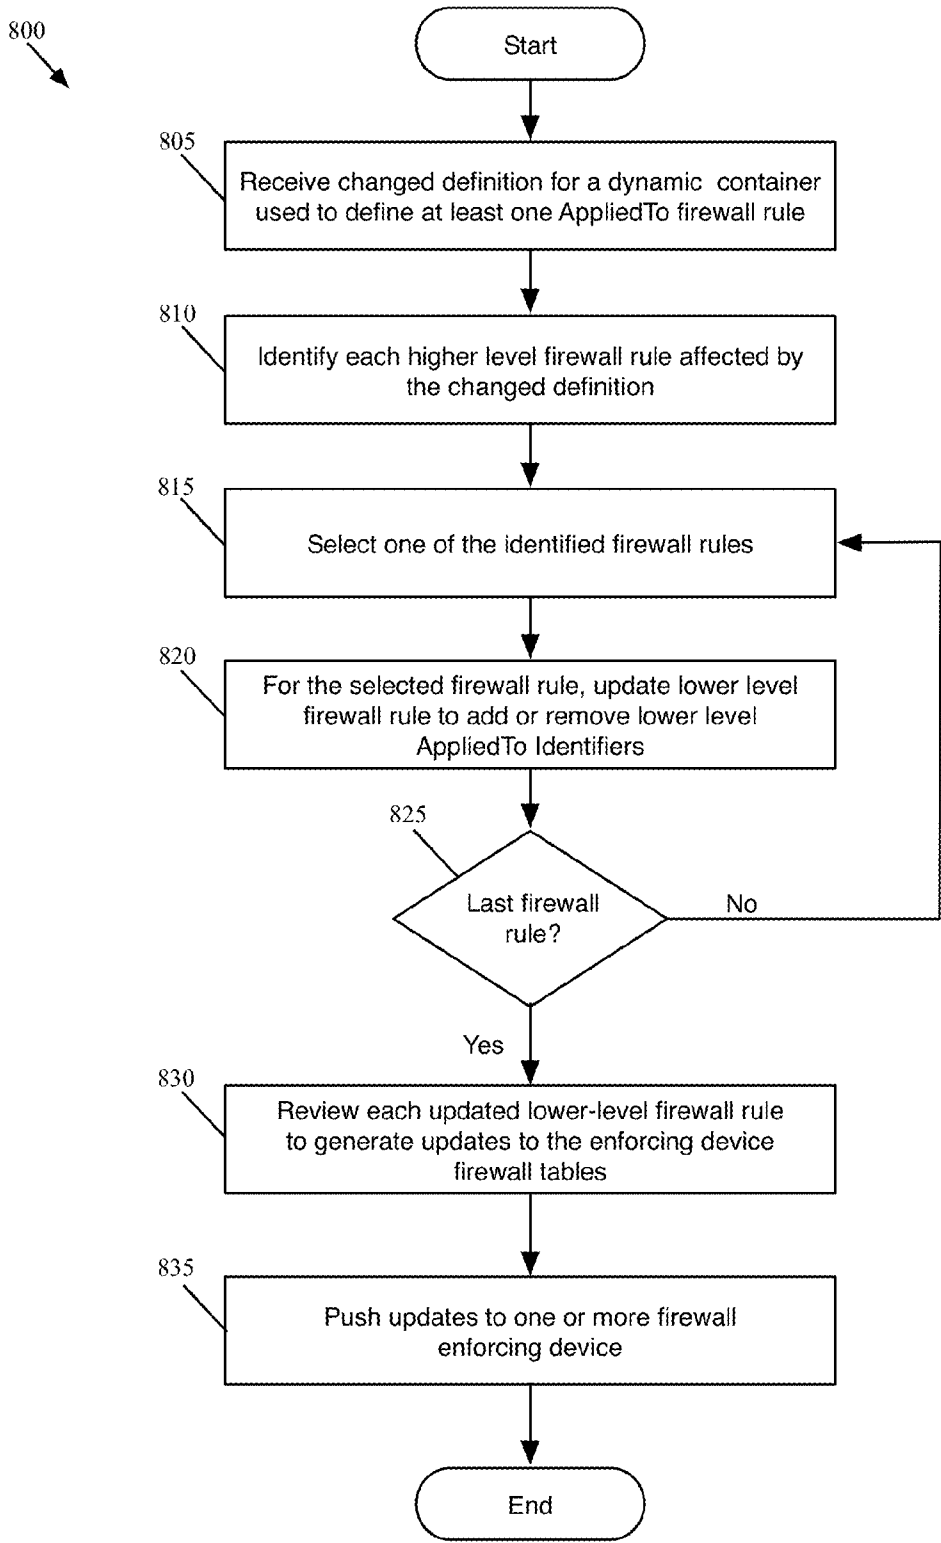 800
Start
805
Receive changed definition for a dynamic container
used to define at least one AppliedTo firewall rule
810
Identify each higher level firewall rule affected by
the changed definition
815
Select one of the identified firewall rules
820
For the selected firewall rule, update lower level
firewall rule to add or remove lower level
AppliedTo Identifiers
825
Last firewall
rule?
No
Yes
830
Review each updated lower-level firewall rule
to generate updates to the enforcing device
firewall tables
835
Push updates to one or more firewall
enforcing device
End